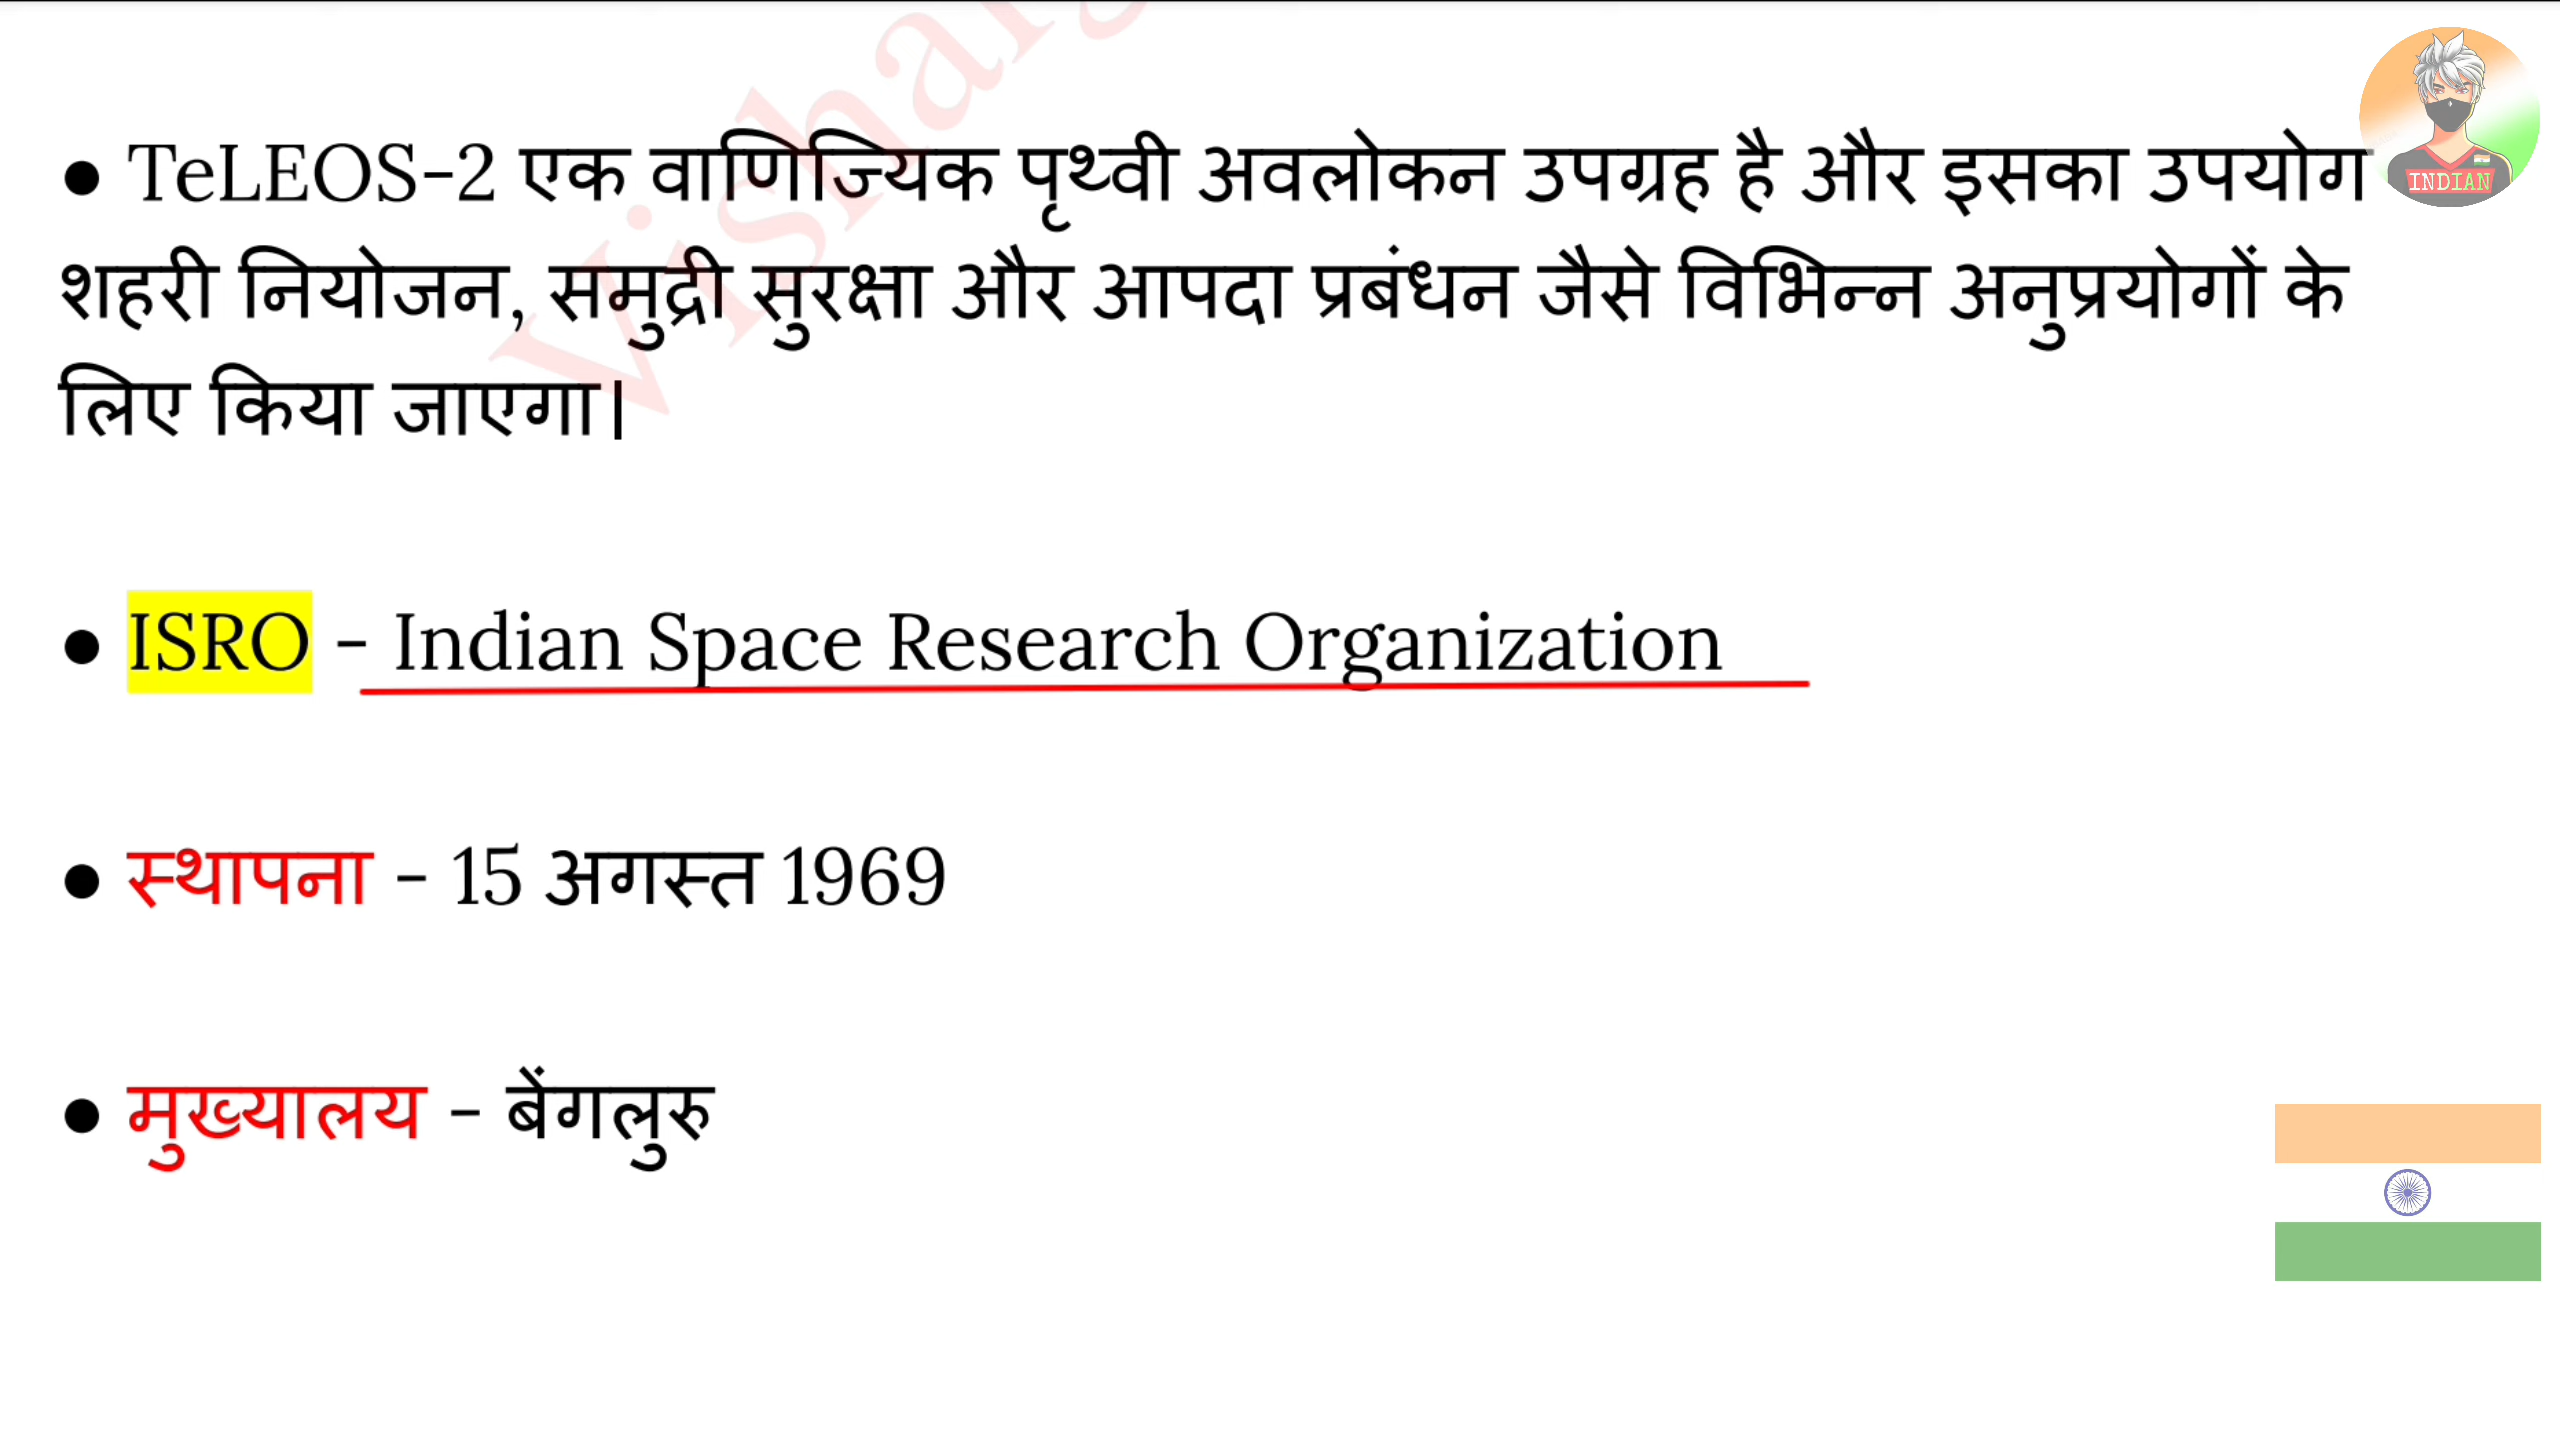 ● TeLEOS-2 एक वाणिज्यिक पृथ्वी अवलोकन उपग्रह है और इसका उपयोग
शहरी नियोजन, समुद्री सुरक्षा और आपदा प्रबंधन जैसे विभिन्न अनुप्रयोगों के
लिए किया जाएगा|
● ISRO - Indian Space Research Organization
● स्थापना - 15 अगस्त 1969
● मुख्यालय - बेंगलुरु
INDIAN